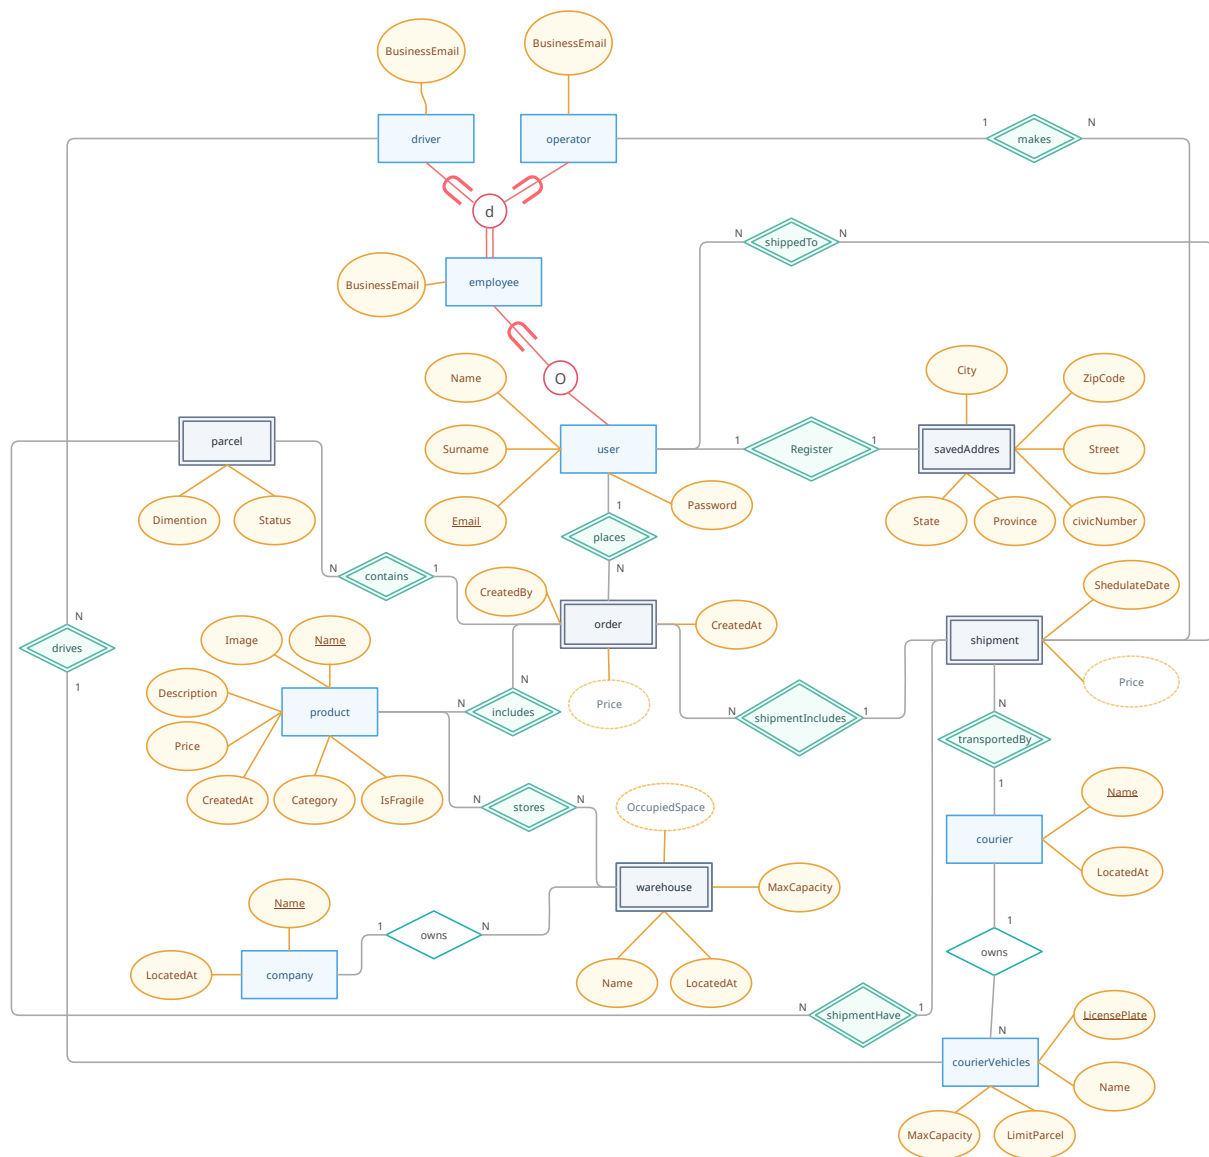 BusinessEmail
BusinessEmail
driver
operator
1
N
makes
d
N
shippedTo
N
employee
BusinessEmail
O
Name
City
ZipCode
parcel
user
1
Register
1
savedAddres
Surname
Street
Dimention
Status
Email
Password
State
Province
civicNumber
1
places
N
contains
1
N
CreatedBy
ShedulateDate
N
drives
1
Image
Name
order
CreatedAt
shipment
Description
product
N
N
includes
Price
N
shipmentIncludes
1
Price
N
transportedBy
1
Price
CreatedAt
Category
IsFragile
N
stores
N
OccupiedSpace
Name
courier
LocatedAt
warehouse
MaxCapacity
Name
1
owns
N
1
owns
N
LocatedAt
company
Name
LocatedAt
N
shipmentHave
1
LicensePlate
courierVehicles
Name
MaxCapacity
LimitParcel